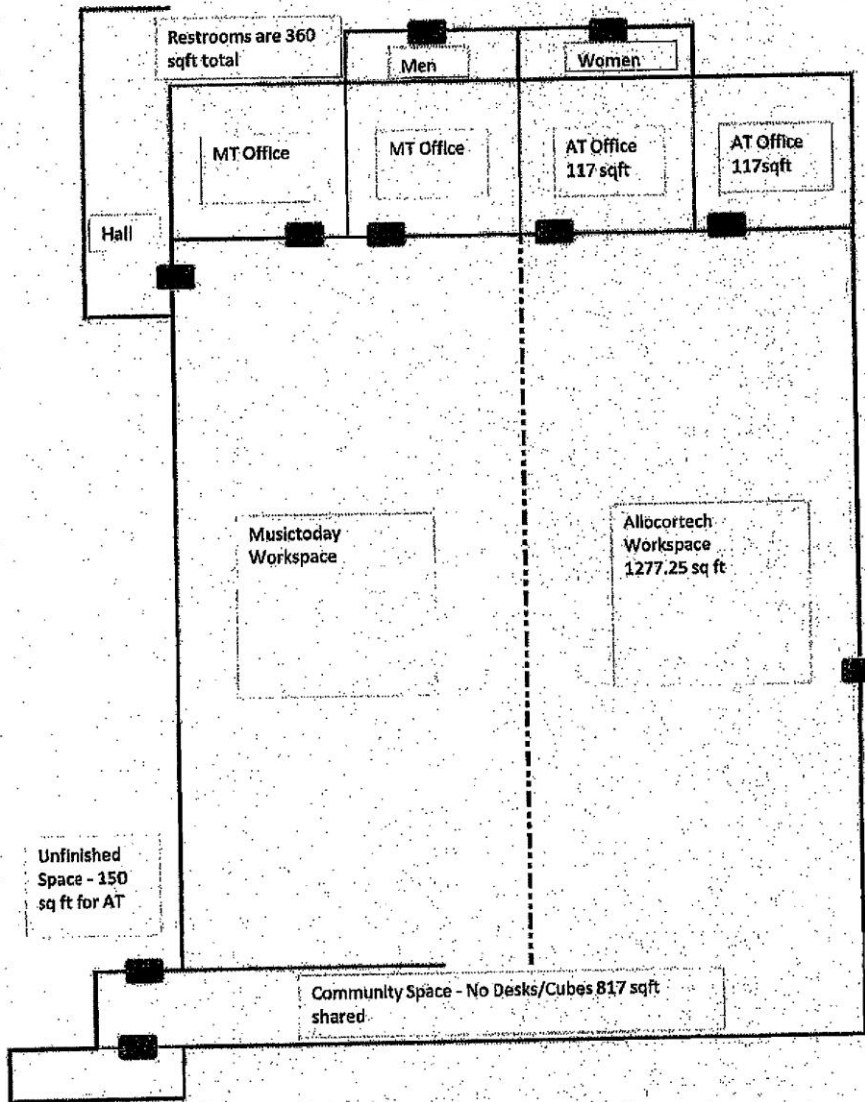 Restrooms are 360
sqft total
Men
Women
MT Office
MT Office
AT Office
117 sqft
AT Office
117sqft
Hall
Musictoday
Workspace
Allocortech
Workspace
1277.25 sq ft
Unfinished
Space - 150
sq ft for AT
Community Space - No Desks/Cubes 817 sqft
shared